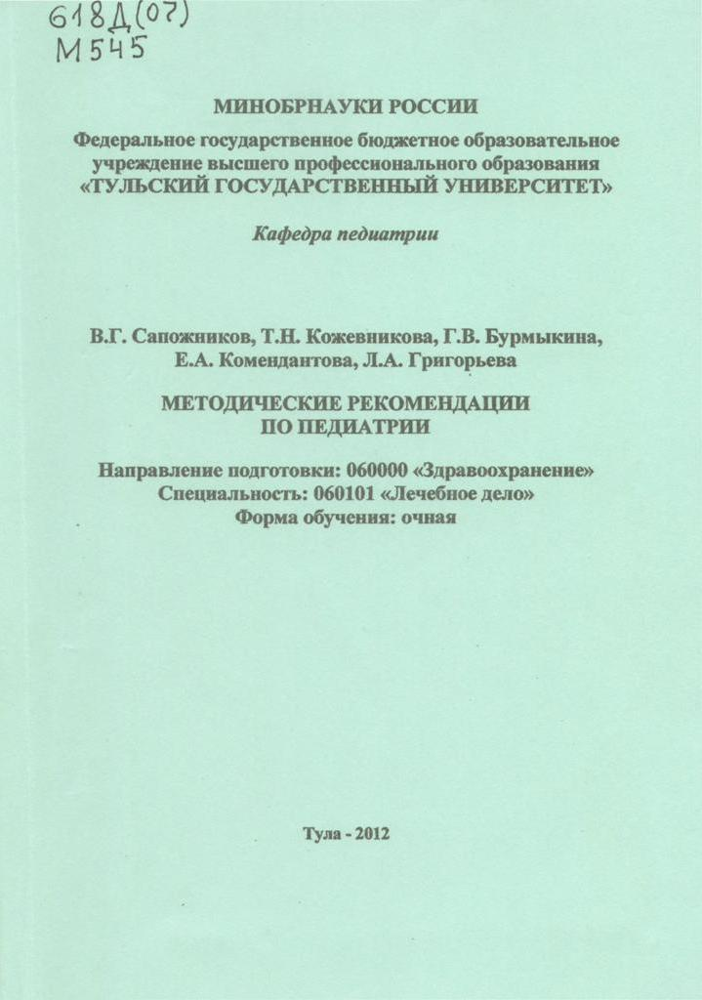 618Д(07)
М545
МИНОБРНАУКИ РОССИИ
Федеральное государственное бюджетное образовательное
учреждение высшего профессионального образования
«ТУЛЬСКИЙ ГОСУДАРСТВЕННЫЙ УНИВЕРСИТЕТ»
Кафедра педиатрии
В.Г. Сапожников, Т.Н. Кожевникова, Г.В. Бурмыкина,
Е.А. Комендантова, Л.А. Григорьева
МЕТОДИЧЕСКИЕ РЕКОМЕНДАЦИИ
ПО ПЕДИАТРИИ
Направление подготовки: 060000 «Здравоохранение»
Специальность: 060101 «Лечебное дело»
Форма обучения: очная
Тула - 2012